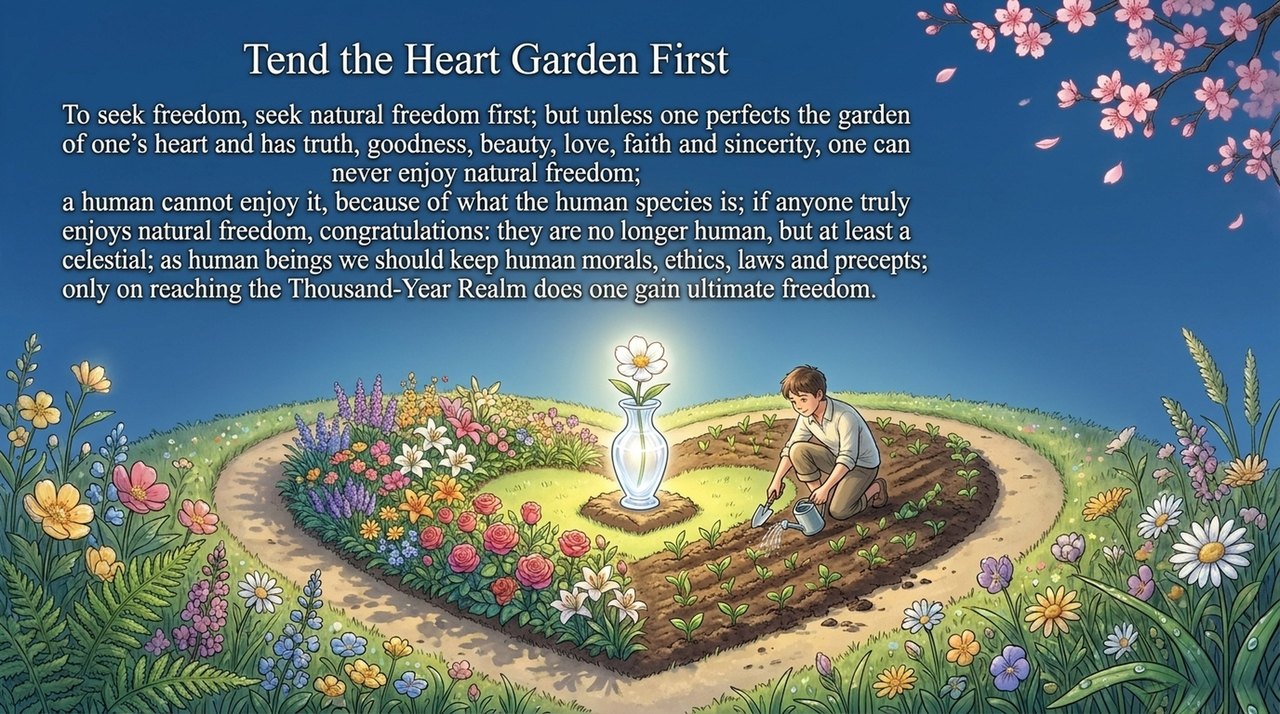 Tend the Heart Garden First
To seek freedom, seek natural freedom first; but unless one perfects the garden
of one’s heart and has truth, goodness, beauty, love, faith and sincerity, one can
never enjoy natural freedom;
a human cannot enjoy it, because of what the human species is; if anyone truly
enjoys natural freedom, congratulations: they are no longer human, but at least a
celestial; as human beings we should keep human morals, ethics, laws and precepts;
only on reaching the Thousand-Year Realm does one gain ultimate freedom.